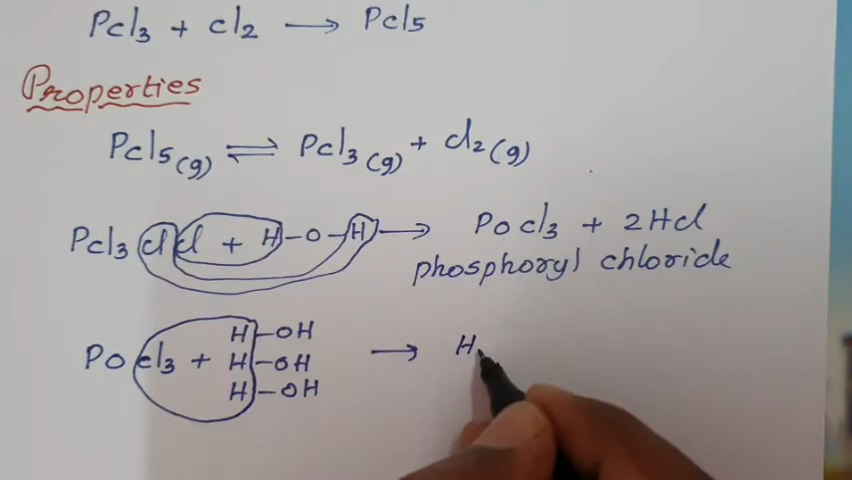 Pcl₃ + cl₂ → Pcl₅
Properties
Pcl₅(g) ⇌ Pcl₃(g) + cl₂(g)
Pcl₃ cl cl + H-O-H → POcl₃ + 2Hcl
phosphoryl chloride
H-OH
POcl₃ + H-OH → H
H-OH